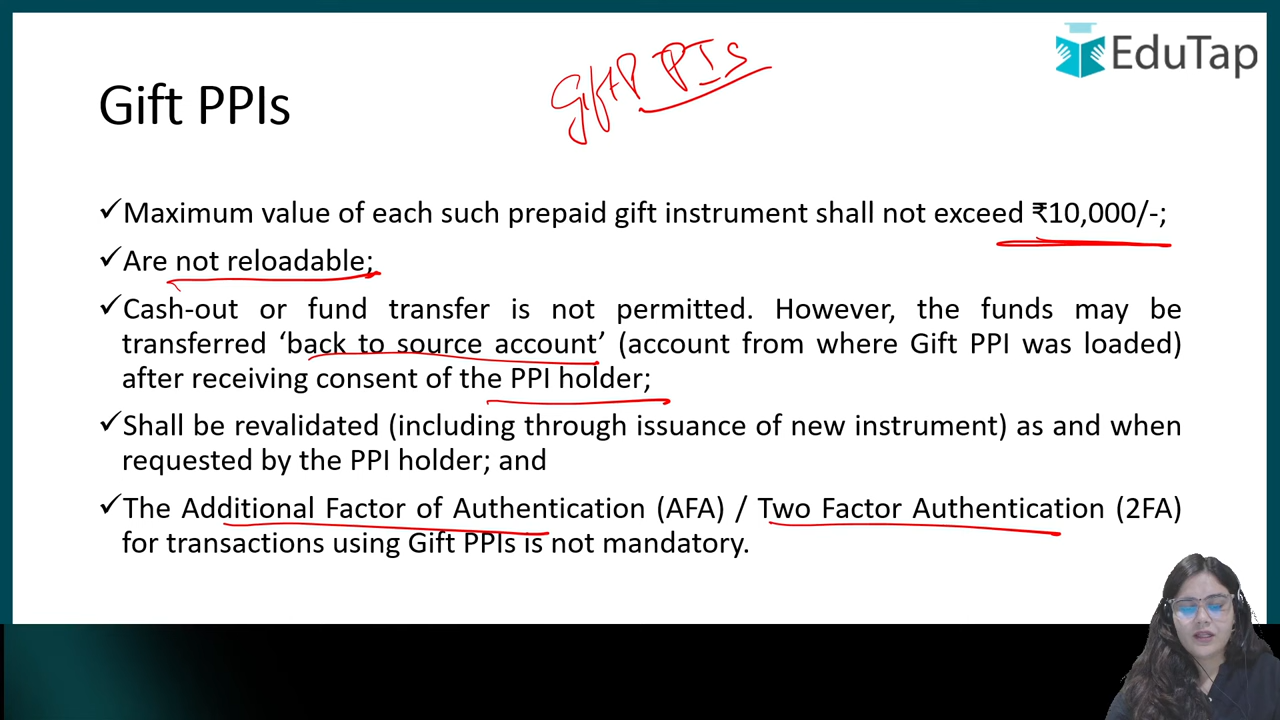 EduTap
Gift PPIs
Gift PPIs
✓Maximum value of each such prepaid gift instrument shall not exceed ₹10,000/-;
✓Are not reloadable;
✓Cash-out or fund transfer is not permitted. However, the funds may be
transferred ‘back to source account’ (account from where Gift PPI was loaded)
after receiving consent of the PPI holder;
✓Shall be revalidated (including through issuance of new instrument) as and when
requested by the PPI holder; and
✓The Additional Factor of Authentication (AFA) / Two Factor Authentication (2FA)
for transactions using Gift PPIs is not mandatory.